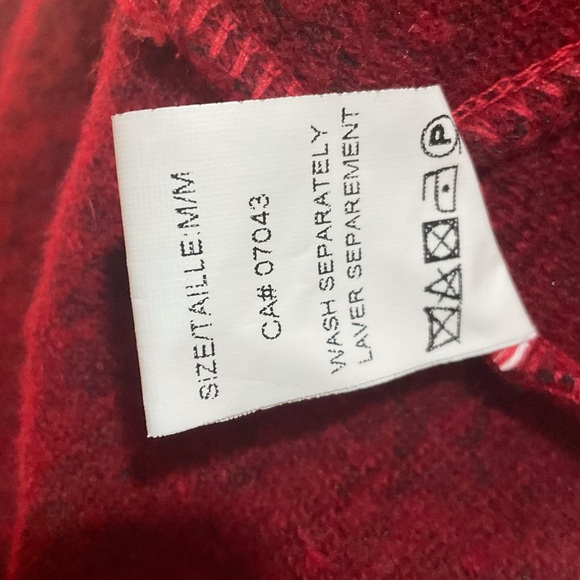 SIZE/TAILLE:M/M
CA# 07043
WASH SEPARATELY
LAVER SEPAREMENT
P